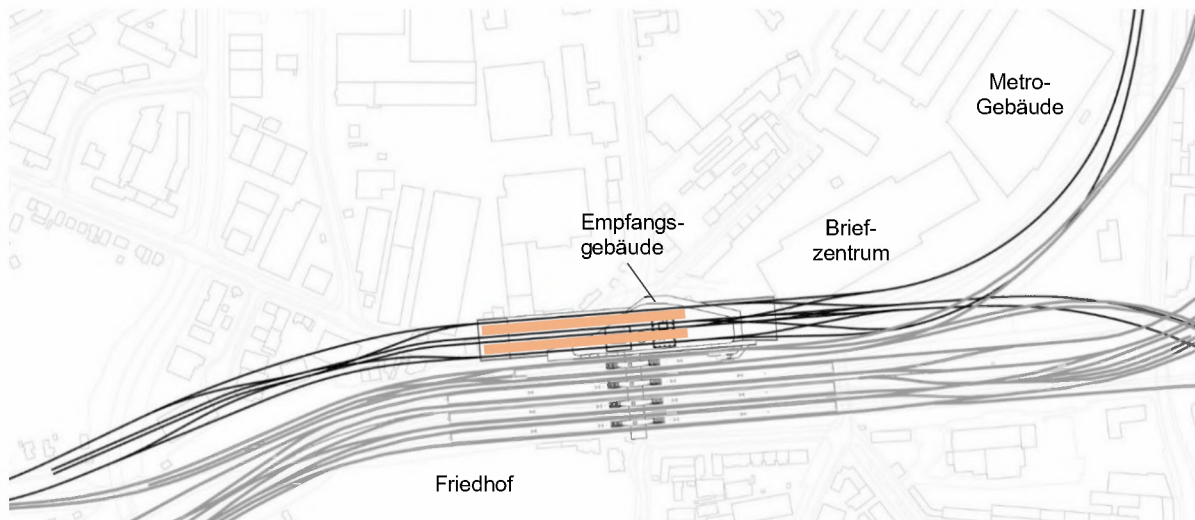 Metro-
Gebäude
Empfangs-
gebäude
Brief-
zentrum
Friedhof